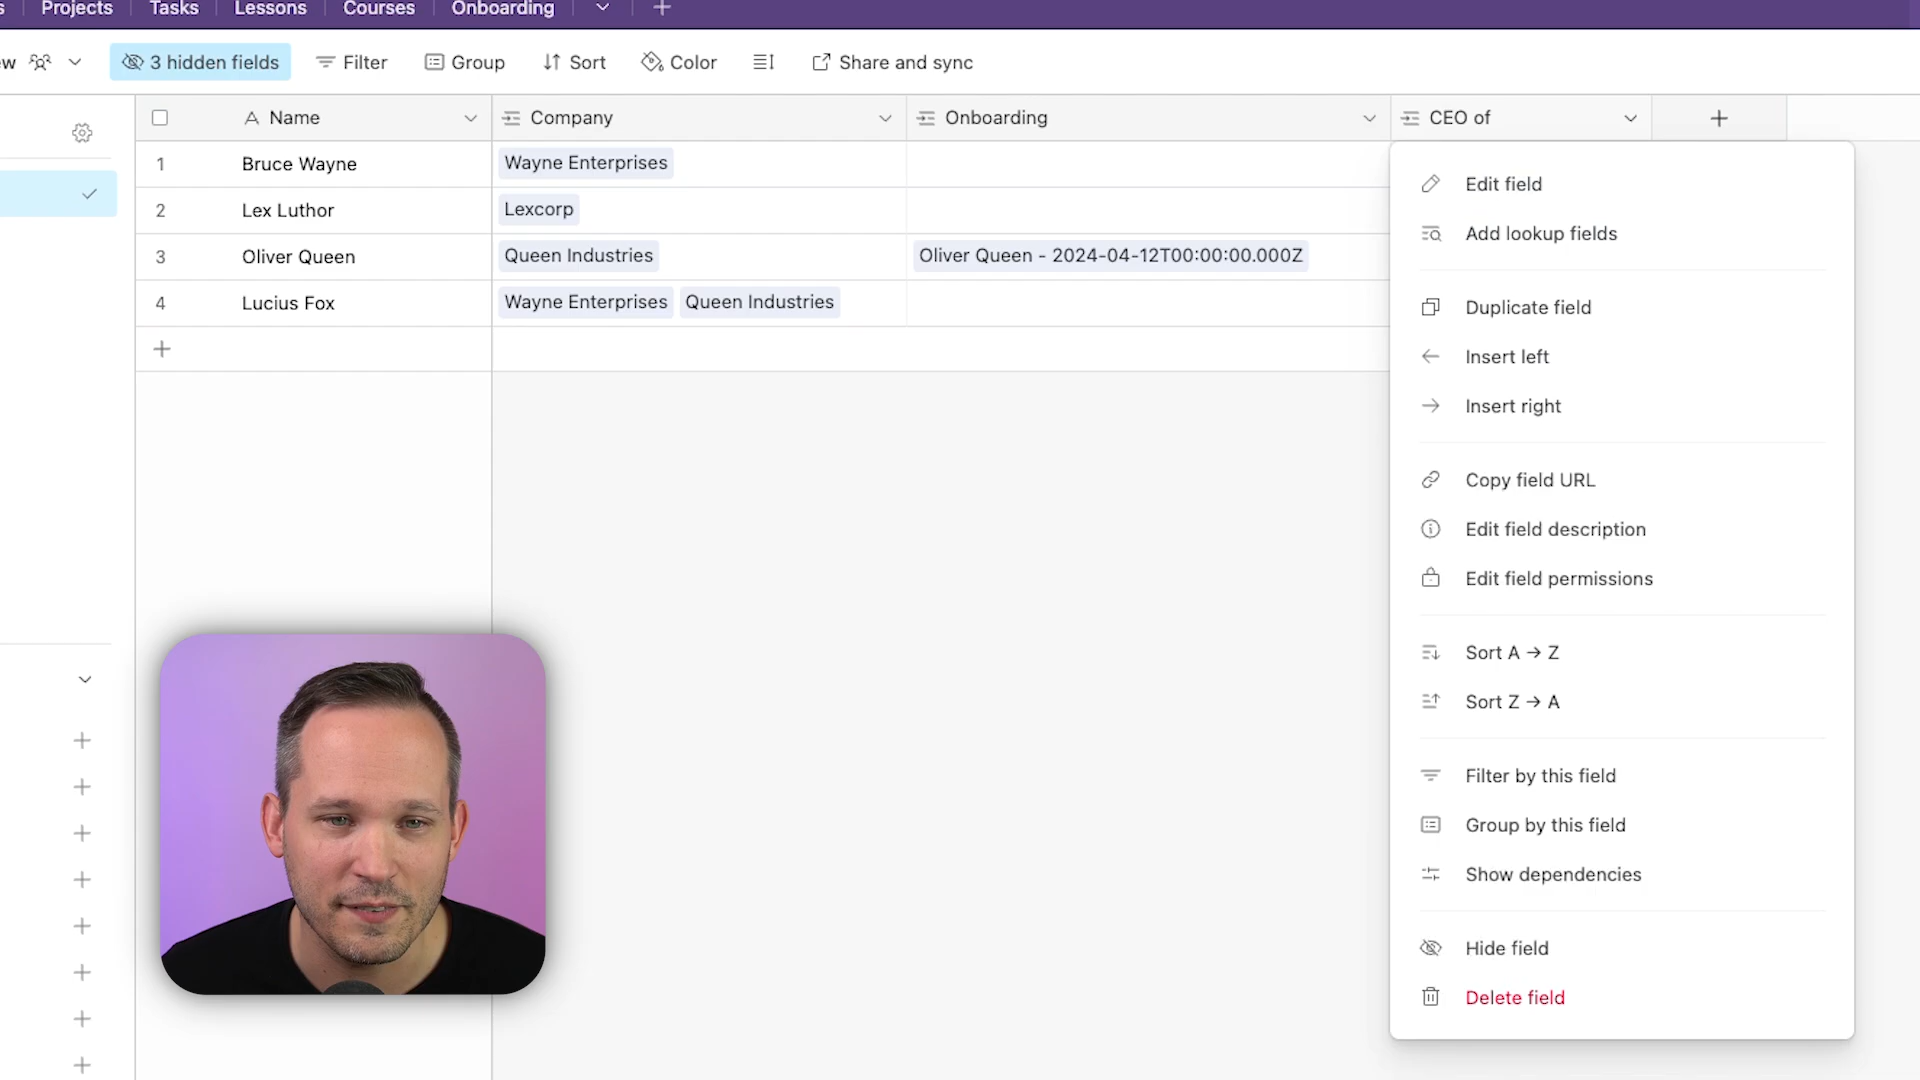 s Projects Tasks Lessons Courses Onboarding
ew 3 hidden fields Filter Group Sort Color Share and sync
Name Company Onboarding CEO of
1 Bruce Wayne Wayne Enterprises
2 Lex Luthor Lexcorp
3 Oliver Queen Queen Industries Oliver Queen - 2024-04-12T00:00:00.000Z
4 Lucius Fox Wayne Enterprises Queen Industries
Edit field
Add lookup fields
Duplicate field
Insert left
Insert right
Copy field URL
Edit field description
Edit field permissions
Sort A → Z
Sort Z → A
Filter by this field
Group by this field
Show dependencies
Hide field
Delete field